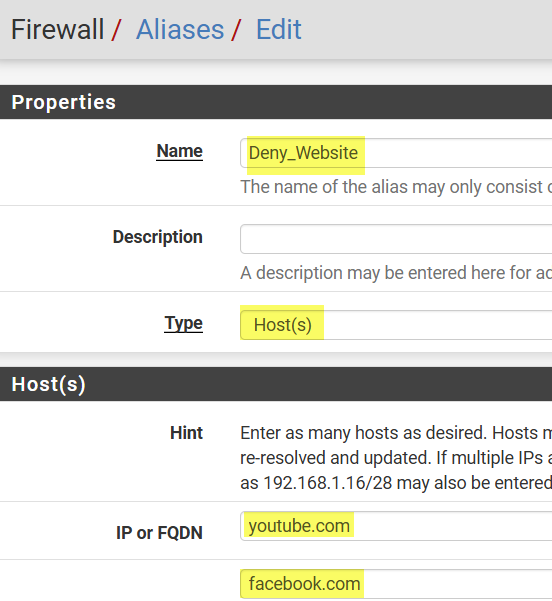 Firewall / Aliases / Edit
Properties
Name
Deny_Website
The name of the alias may only consist
Description
A description may be entered here for
Type
Host(s)
Host(s)
Hint
Enter as many hosts as desired. Hosts
re-resolved and updated. If multiple IPs
as 192.168.1.16/28 may also be entered
IP or FQDN
youtube.com
facebook.com